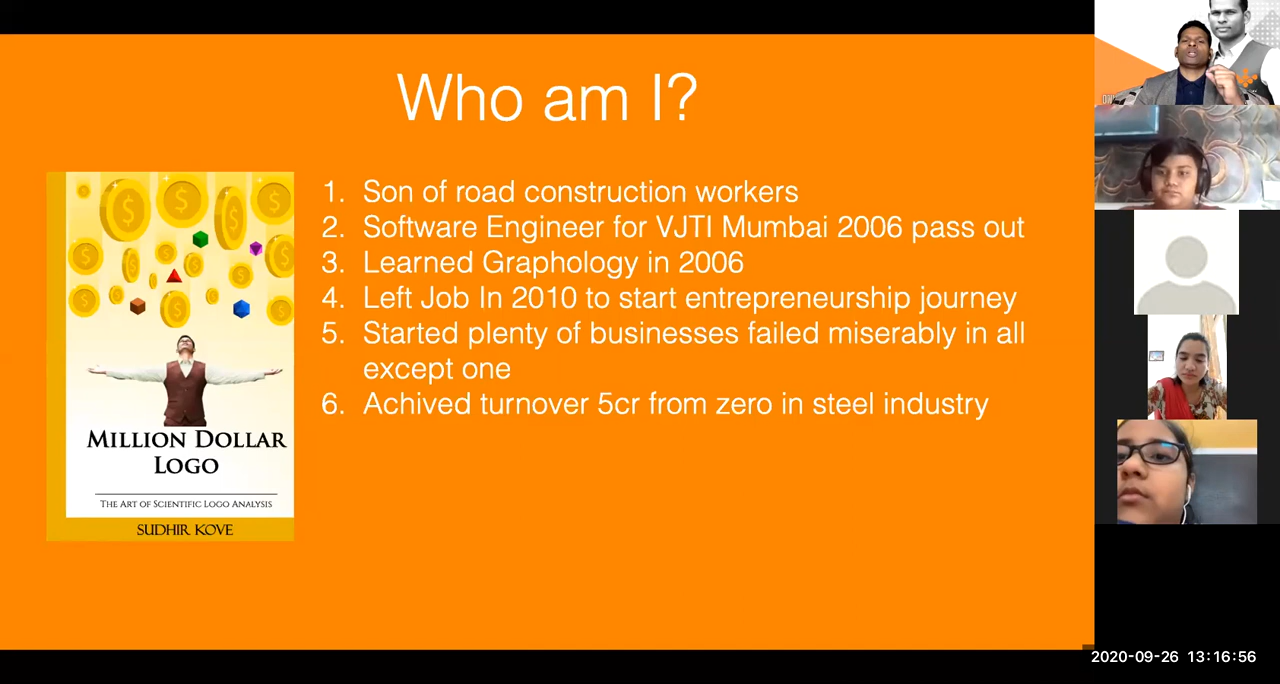 Who am I?
1. Son of road construction workers
2. Software Engineer for VJTI Mumbai 2006 pass out
3. Learned Graphology in 2006
4. Left Job In 2010 to start entrepreneurship journey
5. Started plenty of businesses failed miserably in all
except one
6. Achived turnover 5cr from zero in steel industry
MILLION DOLLAR
LOGO
THE ART OF SCIENTIFIC LOGO ANALYSIS
SUDHIR KOVE
2020-09-26 13:16:56